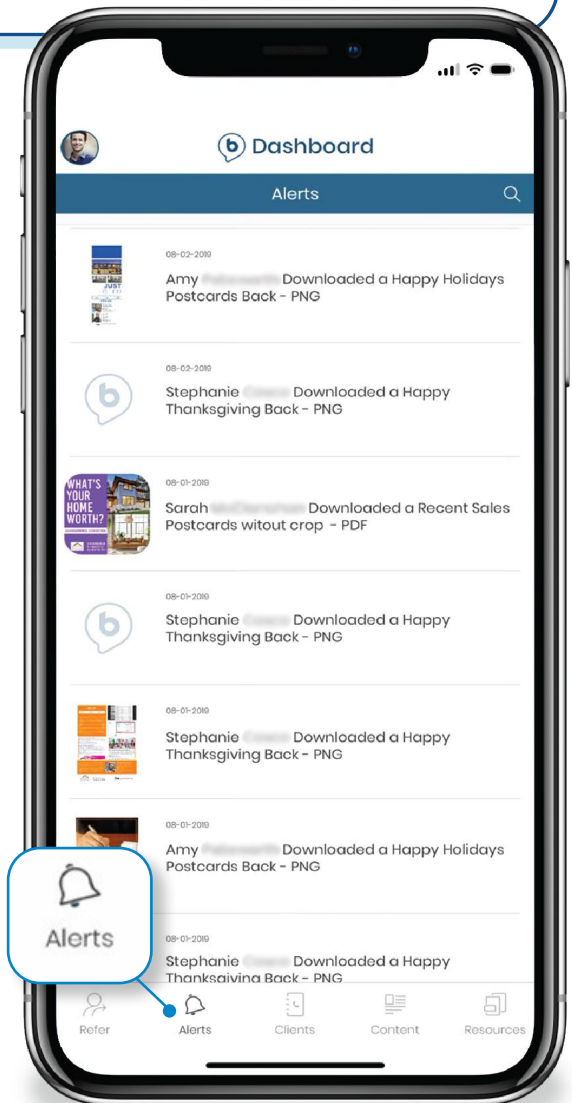 b Dashboard
Alerts
08-02-2019
Amy Downloaded a Happy Holidays
Postcards Back - PNG
JUST
08-02-2019
Stephanie Downloaded a Happy
Thanksgiving Back - PNG
b
WHAT'S
YOUR
HOME
WORTH?
08-01-2019
Sarah Downloaded a Recent Sales
Postcards witout crop - PDF
08-01-2019
Stephanie Downloaded a Happy
Thanksgiving Back - PNG
b
08-01-2019
Stephanie Downloaded a Happy
Thanksgiving Back - PNG
08-01-2019
Amy Downloaded a Happy Holidays
Postcards Back - PNG
Alerts
08-01-2019
Stephanie Downloaded a Happy
Thanksgiving Back - PNG
Refer Alerts Clients Content Resources